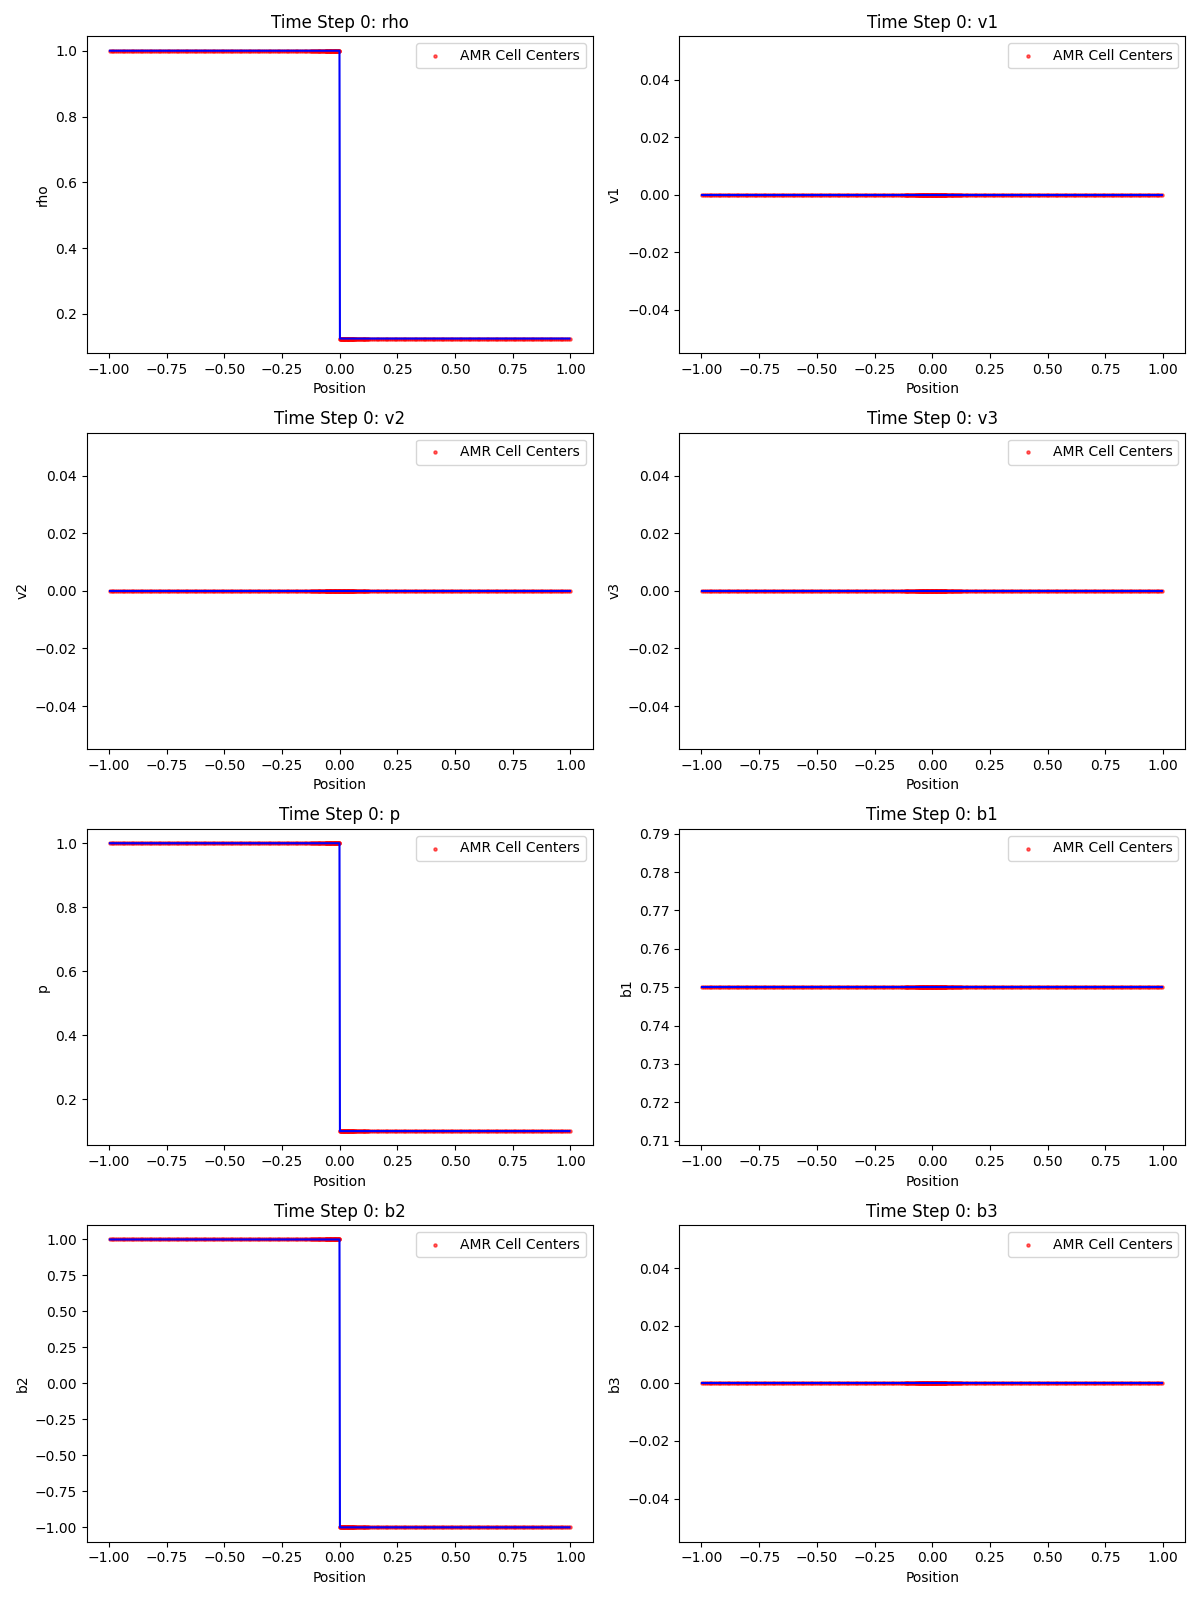 Time Step 0: rho
AMR Cell Centers
1.0
0.8
0.6
0.4
0.2
rho
−1.00 −0.75 −0.50 −0.25 0.00 0.25 0.50 0.75 1.00
Position
Time Step 0: v1
AMR Cell Centers
0.04
0.02
0.00
−0.02
−0.04
v1
−1.00 −0.75 −0.50 −0.25 0.00 0.25 0.50 0.75 1.00
Position
Time Step 0: v2
AMR Cell Centers
0.04
0.02
0.00
−0.02
−0.04
v2
−1.00 −0.75 −0.50 −0.25 0.00 0.25 0.50 0.75 1.00
Position
Time Step 0: v3
AMR Cell Centers
0.04
0.02
0.00
−0.02
−0.04
v3
−1.00 −0.75 −0.50 −0.25 0.00 0.25 0.50 0.75 1.00
Position
Time Step 0: p
AMR Cell Centers
1.0
0.8
0.6
0.4
0.2
p
−1.00 −0.75 −0.50 −0.25 0.00 0.25 0.50 0.75 1.00
Position
Time Step 0: b1
AMR Cell Centers
0.79
0.78
0.77
0.76
0.75
0.74
0.73
0.72
0.71
b1
−1.00 −0.75 −0.50 −0.25 0.00 0.25 0.50 0.75 1.00
Position
Time Step 0: b2
AMR Cell Centers
1.00
0.75
0.50
0.25
0.00
−0.25
−0.50
−0.75
−1.00
b2
−1.00 −0.75 −0.50 −0.25 0.00 0.25 0.50 0.75 1.00
Position
Time Step 0: b3
AMR Cell Centers
0.04
0.02
0.00
−0.02
−0.04
b3
−1.00 −0.75 −0.50 −0.25 0.00 0.25 0.50 0.75 1.00
Position